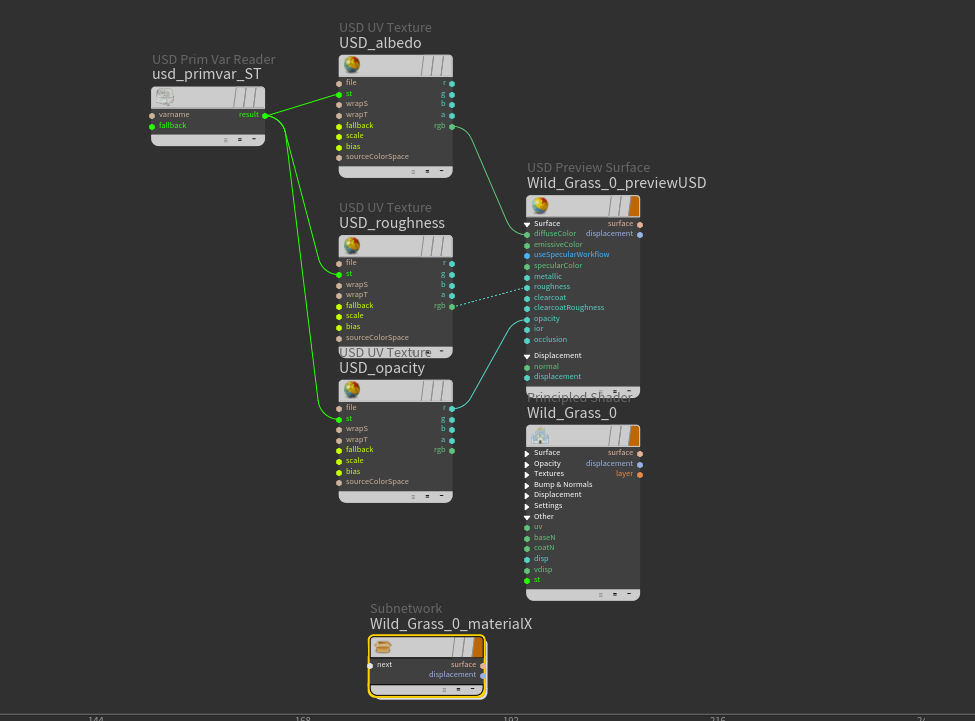 USD Prim Var Reader
usd_primvar_ST
varname
result
fallback
USD UV Texture
USD_albedo
file
r
st
g
wrapS
b
wrapT
a
fallback
rgb
scale
bias
sourceColorSpace
USD UV Texture
USD_roughness
file
r
st
g
wrapS
b
wrapT
a
fallback
rgb
scale
bias
sourceColorSpace
USD UV Texture
USD_opacity
file
r
st
g
wrapS
b
wrapT
a
fallback
rgb
scale
bias
sourceColorSpace
USD Preview Surface
Wild_Grass_0_previewUSD
Surface
surface
diffuseColor
displacement
emissiveColor
useSpecularWorkflow
specularColor
metallic
roughness
clearcoat
clearcoatRoughness
opacity
ior
occlusion
Displacement
normal
displacement
Principled Shader
Wild_Grass_0
Surface
surface
Opacity
displacement
Textures
layer
Bump & Normals
Displacement
Settings
Other
uv
baseN
coatN
disp
vdisp
st
Subnetwork
Wild_Grass_0_materialX
next
surface
displacement
144
168
192
216